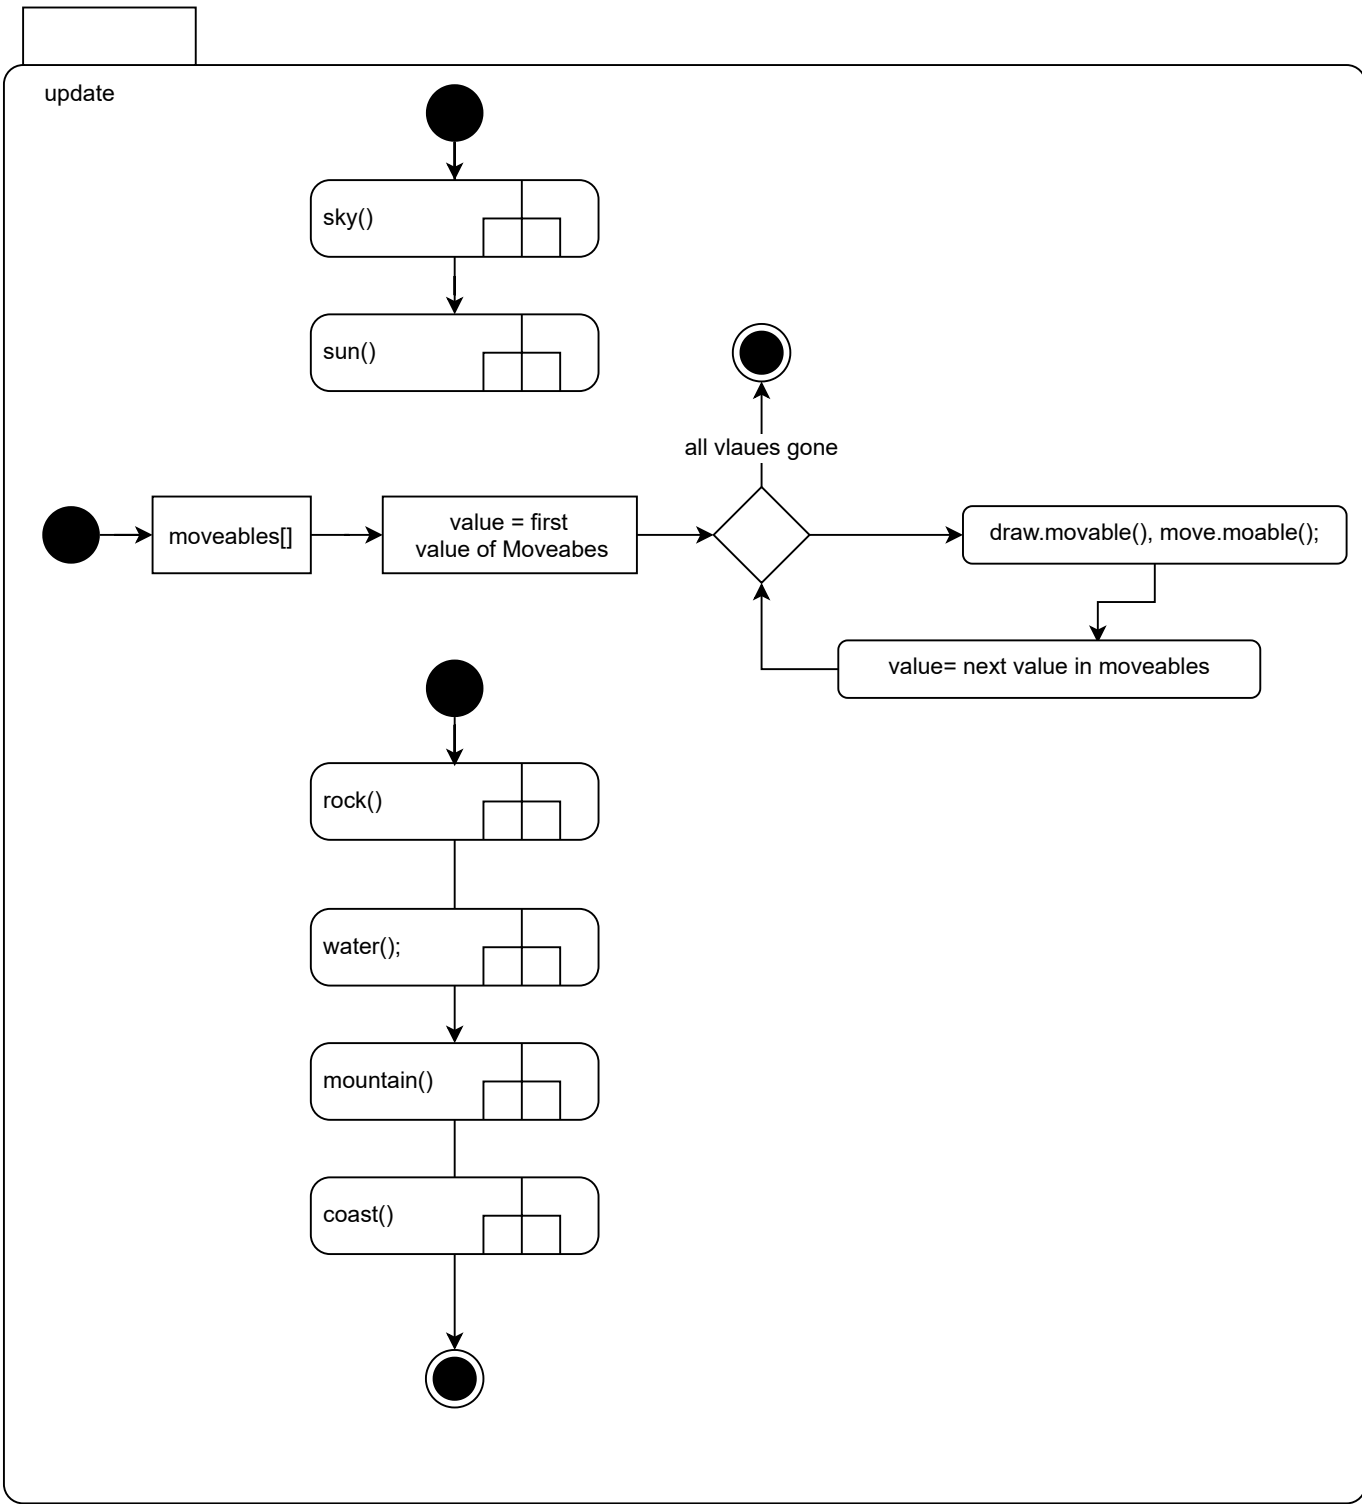 update
sky()
sun()
all vlaues gone
moveables[]
value = first
value of Moveabes
draw.movable(), move.moable();
value= next value in moveables
rock()
water();
mountain()
coast()